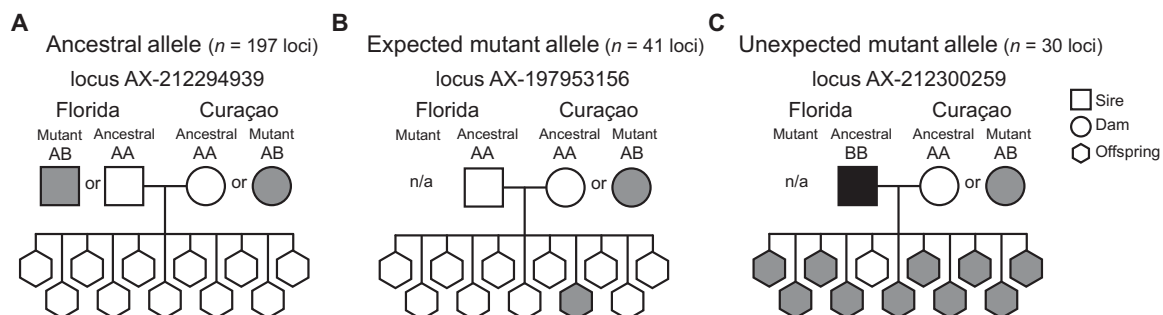 A
Ancestral allele (n = 197 loci)
locus AX-212294939
Florida Curaçao
Mutant Ancestral Ancestral Mutant
AB AA AA AB
or or
B
Expected mutant allele (n = 41 loci)
locus AX-197953156
Florida Curaçao
Mutant Ancestral Ancestral Mutant
AA AA AB
n/a or
C
Unexpected mutant allele (n = 30 loci)
locus AX-212300259
Florida Curaçao
Mutant Ancestral Ancestral Mutant
BB AA AB
n/a or
Sire
Dam
Offspring